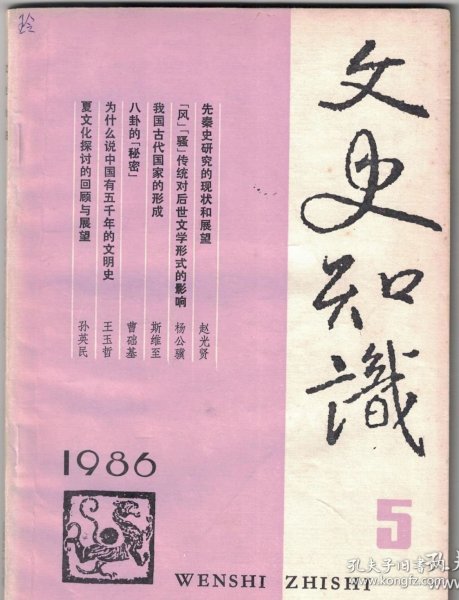 文史知識
先秦史研究的现状和展望 赵光贤
「风」「骚」传统对后世文学形式的影响 杨公骥
我国古代国家的形成 斯维至
八卦的「秘密」 曹础基
为什么说中国有五千年的文明史 王玉哲
夏文化探讨的回顾与展望 孙英民
1986
5
WENSHI ZHISHI
孔夫子旧书网
www.kongfz.com